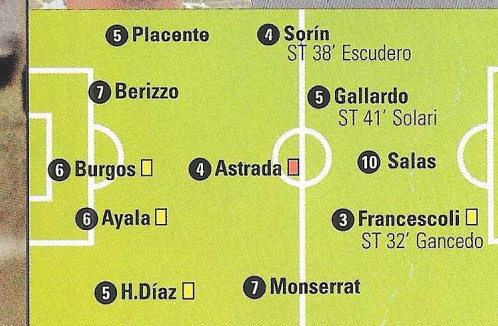 5 Placente
4 Sorín
ST 38' Escudero
7 Berizzo
5 Gallardo
ST 41' Solari
6 Burgos
4 Astrada
10 Salas
6 Ayala
3 Francescoli
ST 32' Gancedo
5 H.Díaz
7 Monserrat